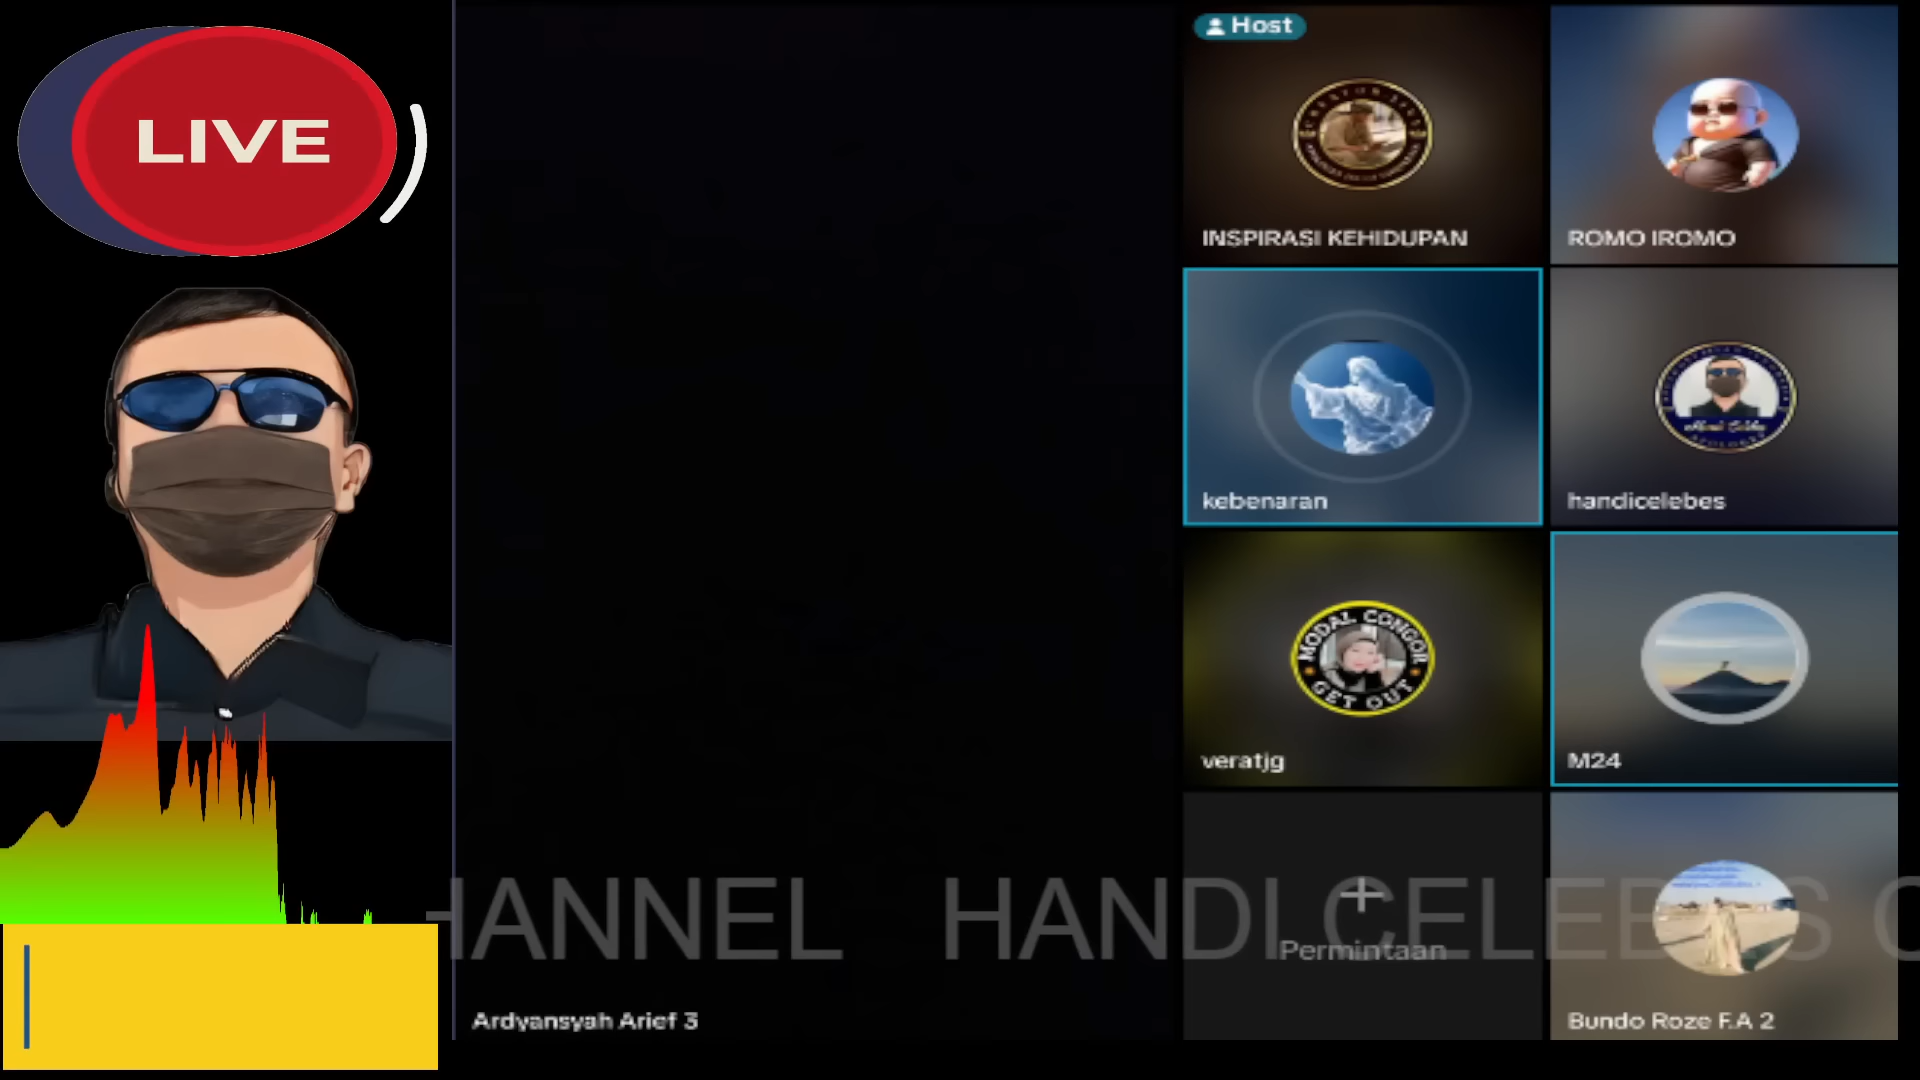 LIVE
Host
INSPIRASI KEHIDUPAN
ROMO IROMO
kebenaran
handicelebes
MODAL CONGOR
GET OUT
veratjg
M24
HANNEL HANDI CELEBES C
Permintaan
Ardyansyah Arief 3
Bundo Roze F.A 2